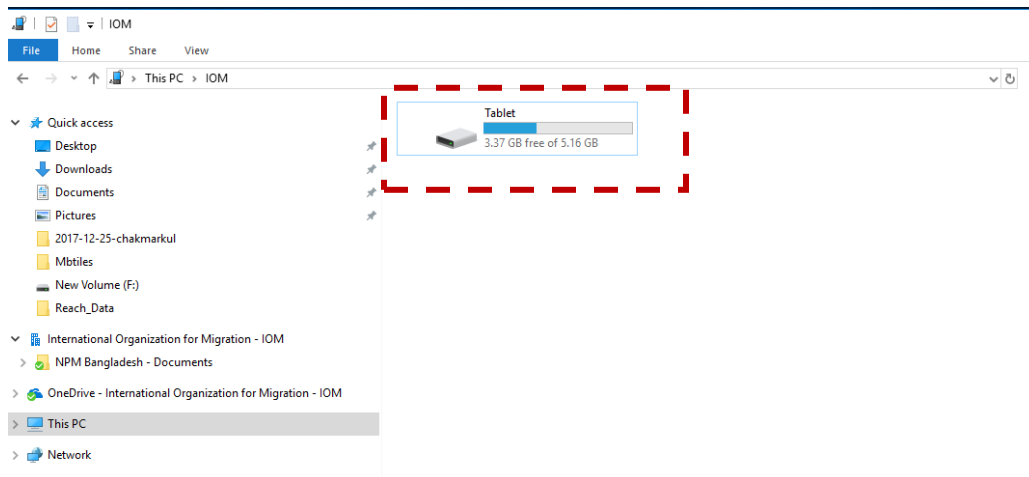 IOM
File Home Share View
This PC > IOM
Quick access
Desktop
Downloads
Documents
Pictures
2017-12-25-chakmarkul
Mbtiles
New Volume (F:)
Reach_Data
International Organization for Migration - IOM
NPM Bangladesh - Documents
OneDrive - International Organization for Migration - IOM
This PC
Network
Tablet
3.37 GB free of 5.16 GB